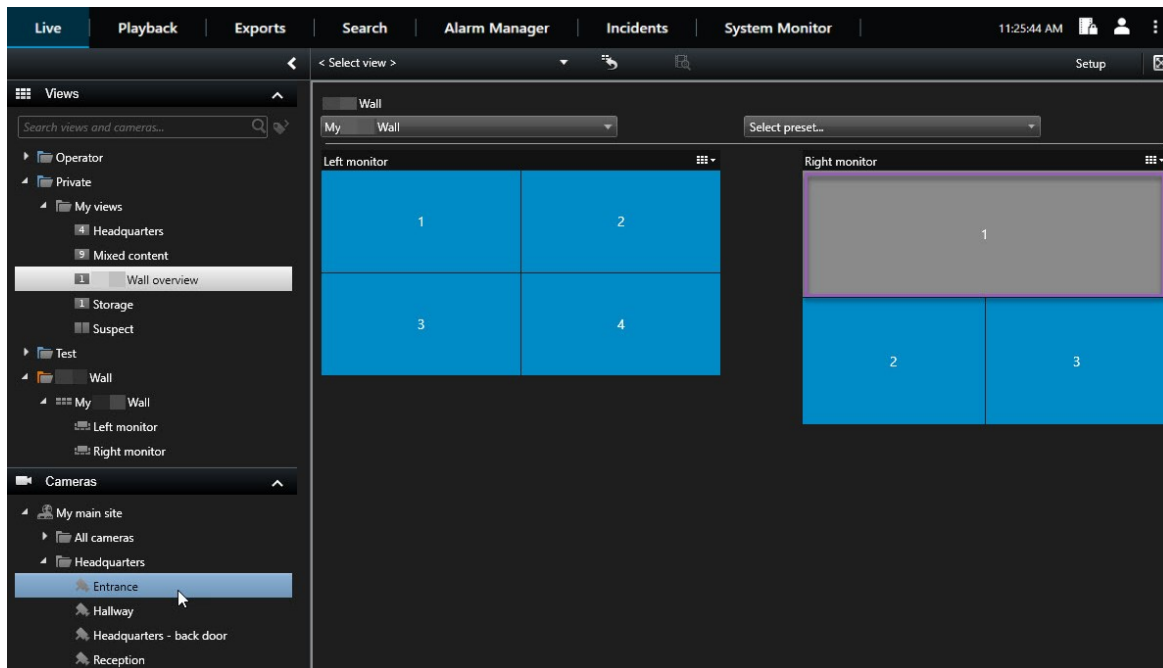 Live Playback Exports Search Alarm Manager Incidents System Monitor 11:25:44 AM
< Select view > Setup
Views
Search views and cameras...
Operator
Private
My views
4 Headquarters
9 Mixed content
1 Wall overview
1 Storage
Suspect
Test
Wall
My Wall
Left monitor
Right monitor
Cameras
My main site
All cameras
Headquarters
Entrance
Hallway
Headquarters - back door
Reception
Wall
My Wall Select preset...
Left monitor Right monitor
1 2 1
3 4 2 3